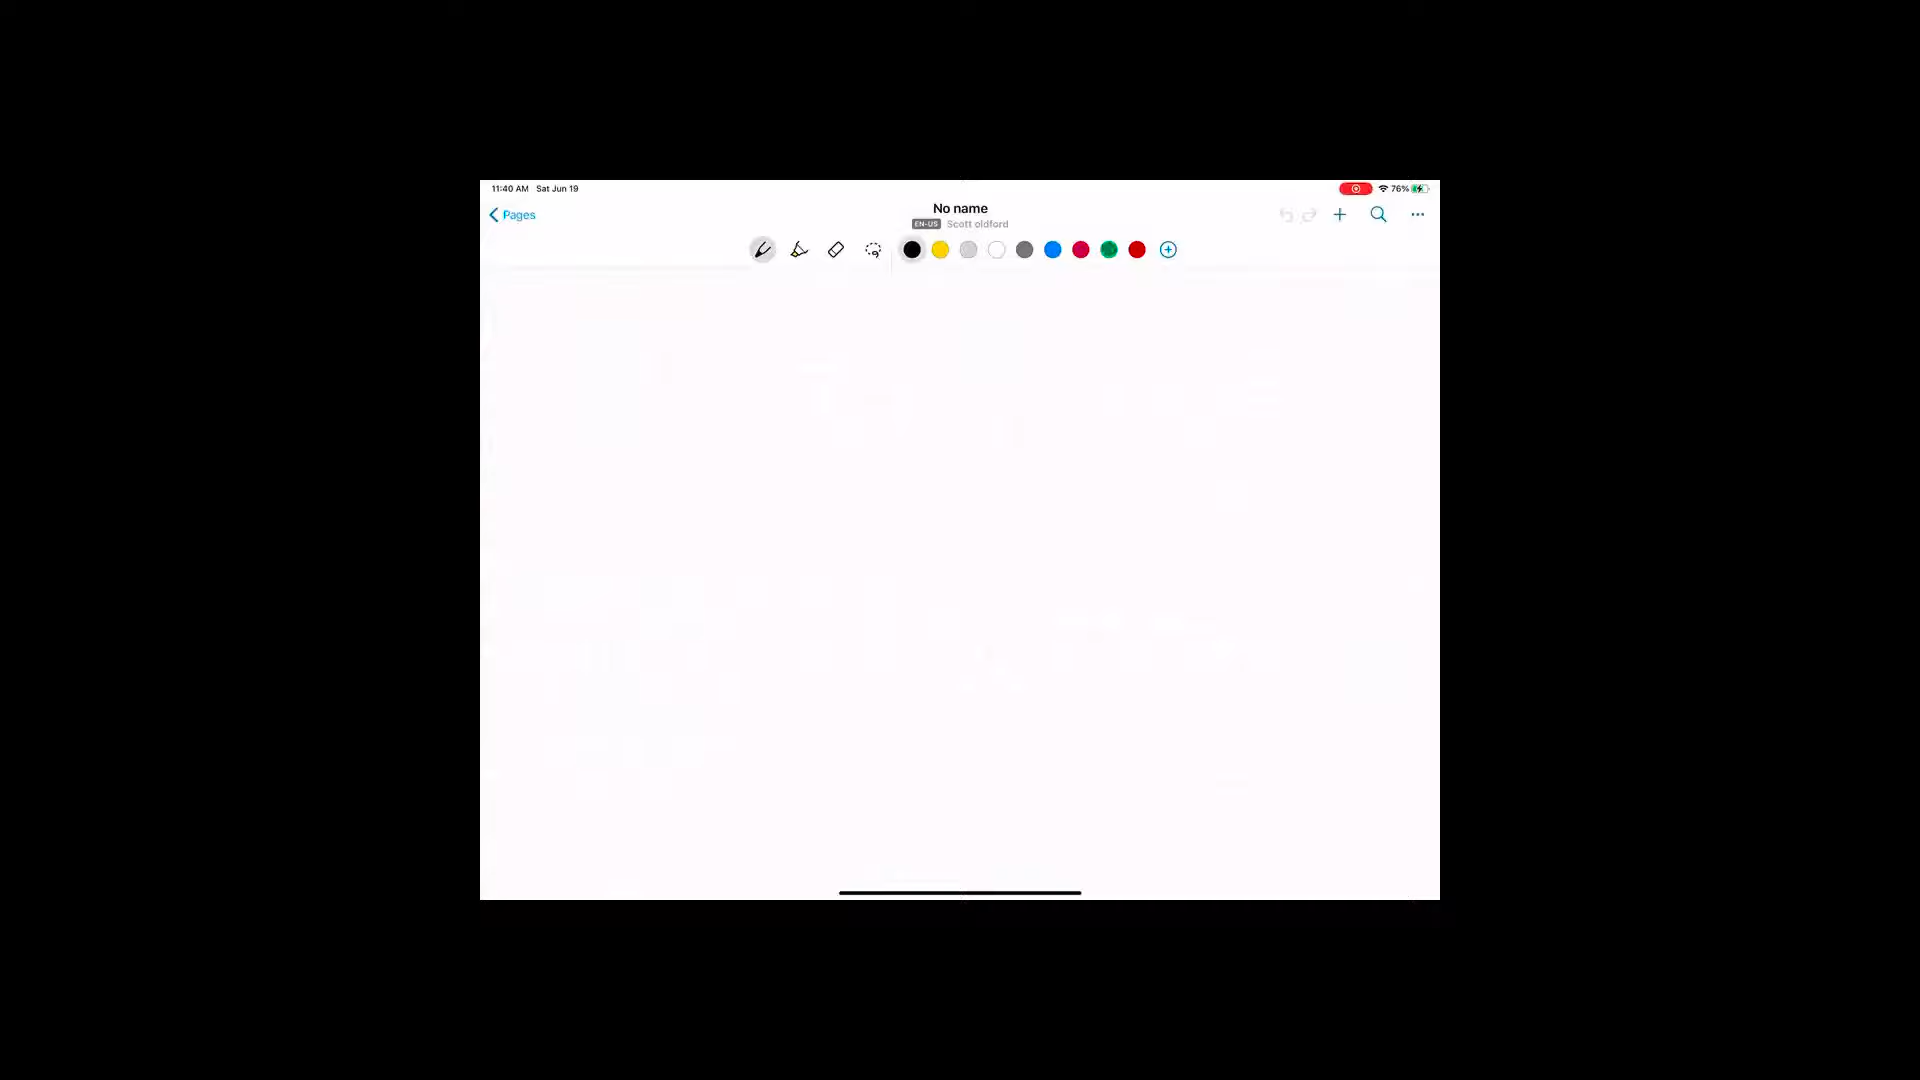 11:40 AM Sat Jun 19
76%
Pages
No name
EN-US Scott oldford